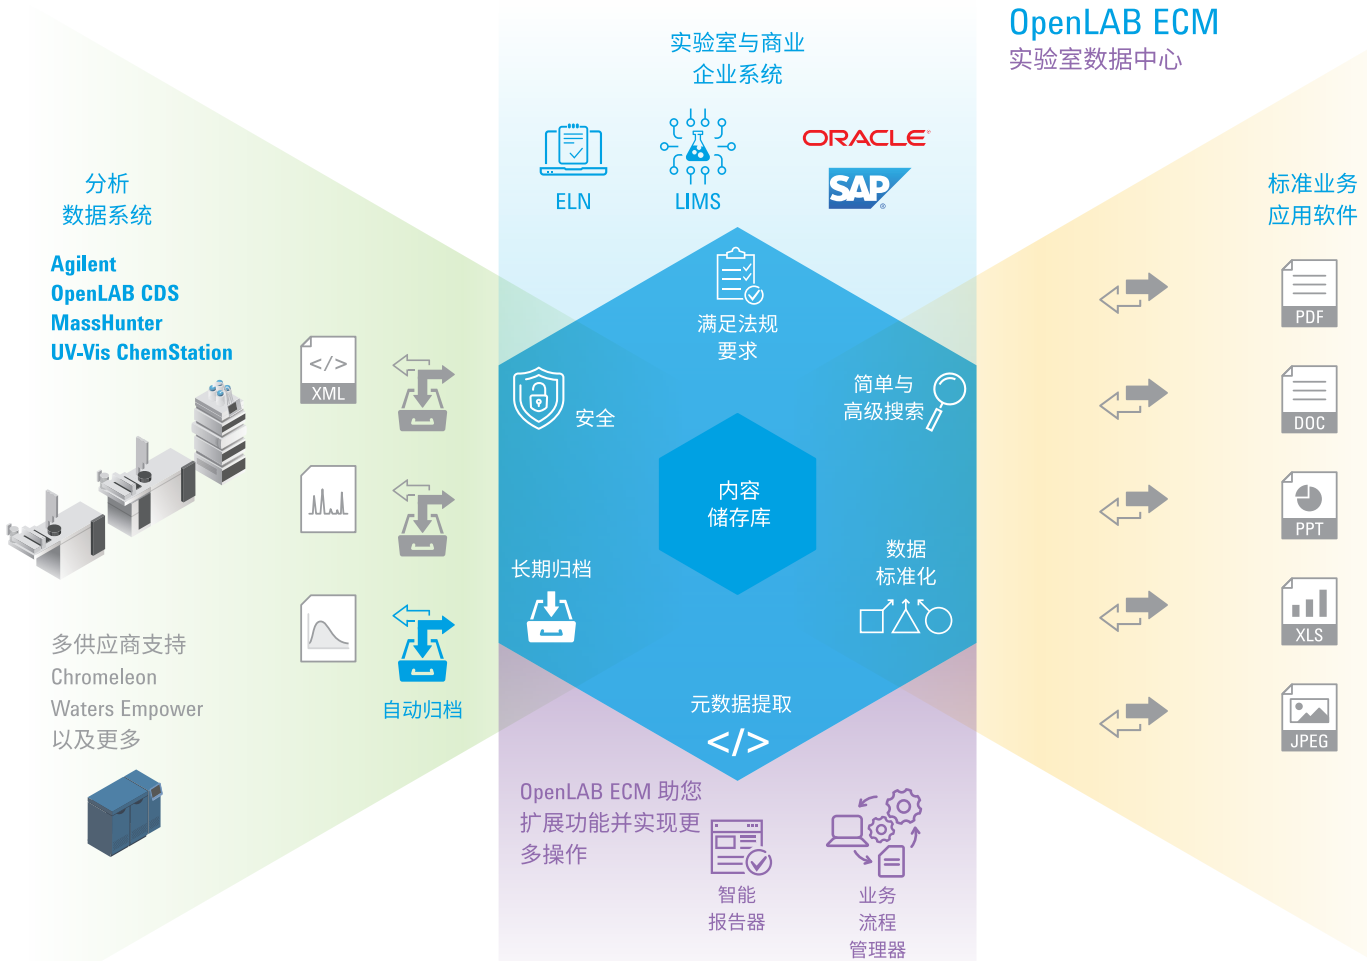 OpenLAB ECM
实验室数据中心
实验室与商业
企业系统
ELN
LIMS
ORACLE
SAP
分析
数据系统
Agilent
OpenLAB CDS
MassHunter
UV-Vis ChemStation
</>
XML
多供应商支持
Chromeleon
Waters Empower
以及更多
自动归档
满足法规
要求
安全
简单与
高级搜索
内容
储存库
长期归档
数据
标准化
元数据提取
</>
OpenLAB ECM 助您
扩展功能并实现更
多操作
智能
报告器
业务
流程
管理器
标准业务
应用软件
PDF
DOC
PPT
XLS
JPEG